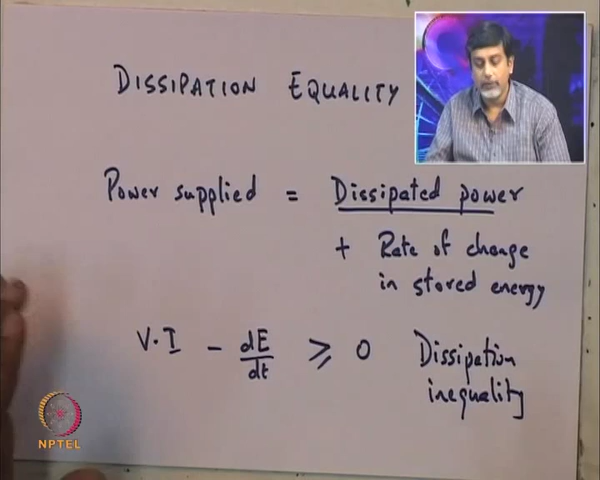 DISSIPATION EQUALITY
Power supplied = Dissipated power
+ Rate of change
in stored energy
V·I - dE/dt ≥ 0 Dissipation
inequality
NPTEL